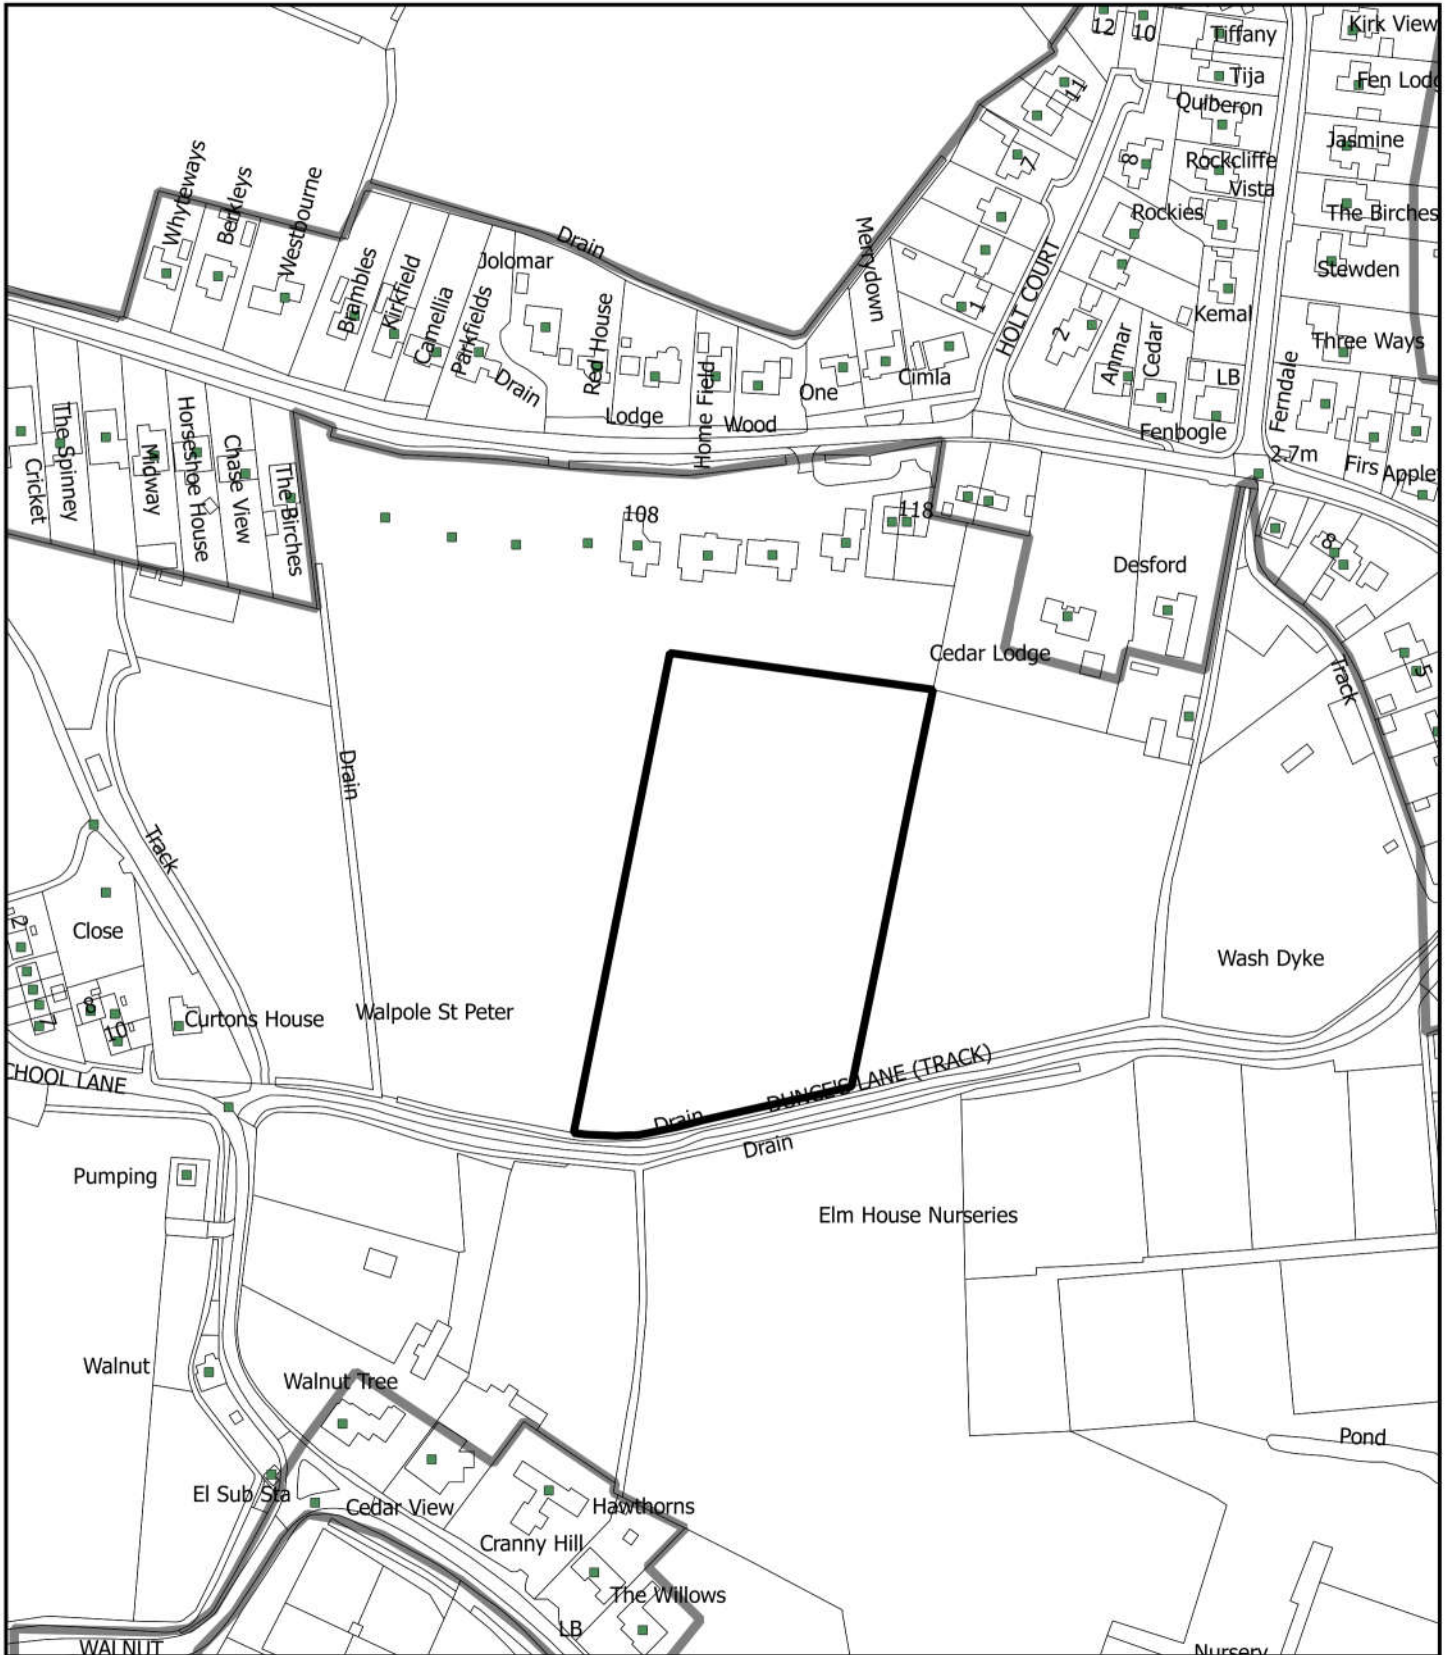 12
10
Tiffany
Kirk View
Tija
Fen Lodg
11
Quiberon
Jasmine
Whyteways
Berkleys
Westbourne
7
8
Rockcliffe
Vista
Rockies
The Birches
Drain
Merrydown
Jolomar
Stewden
Brambles
Kirkfield
Camellia
Parkfields
1
HOLT COURT
2
Kemal
Three Ways
Red House
Anmar
Cedar
Drain
Home Field
One
Cimla
LB
Ferndale
Lodge
Wood
Fenbogle
The Spinney
Cricket
Midway
Horseshoe House
Chase View
The Birches
2.7m
Firs
Apple
108
118
8
Desford
Cedar Lodge
Track
5
Drain
Track
2
Close
Wash Dyke
8
7
10
Curtons House
Walpole St Peter
CHOOL LANE
DUNCE'S LANE (TRACK)
Drain
Drain
Pumping
Elm House Nurseries
Walnut
Walnut Tree
Pond
El Sub Sta
Cedar View
Hawthorns
Cranny Hill
The Willows
LB
WALNUT
Nursery